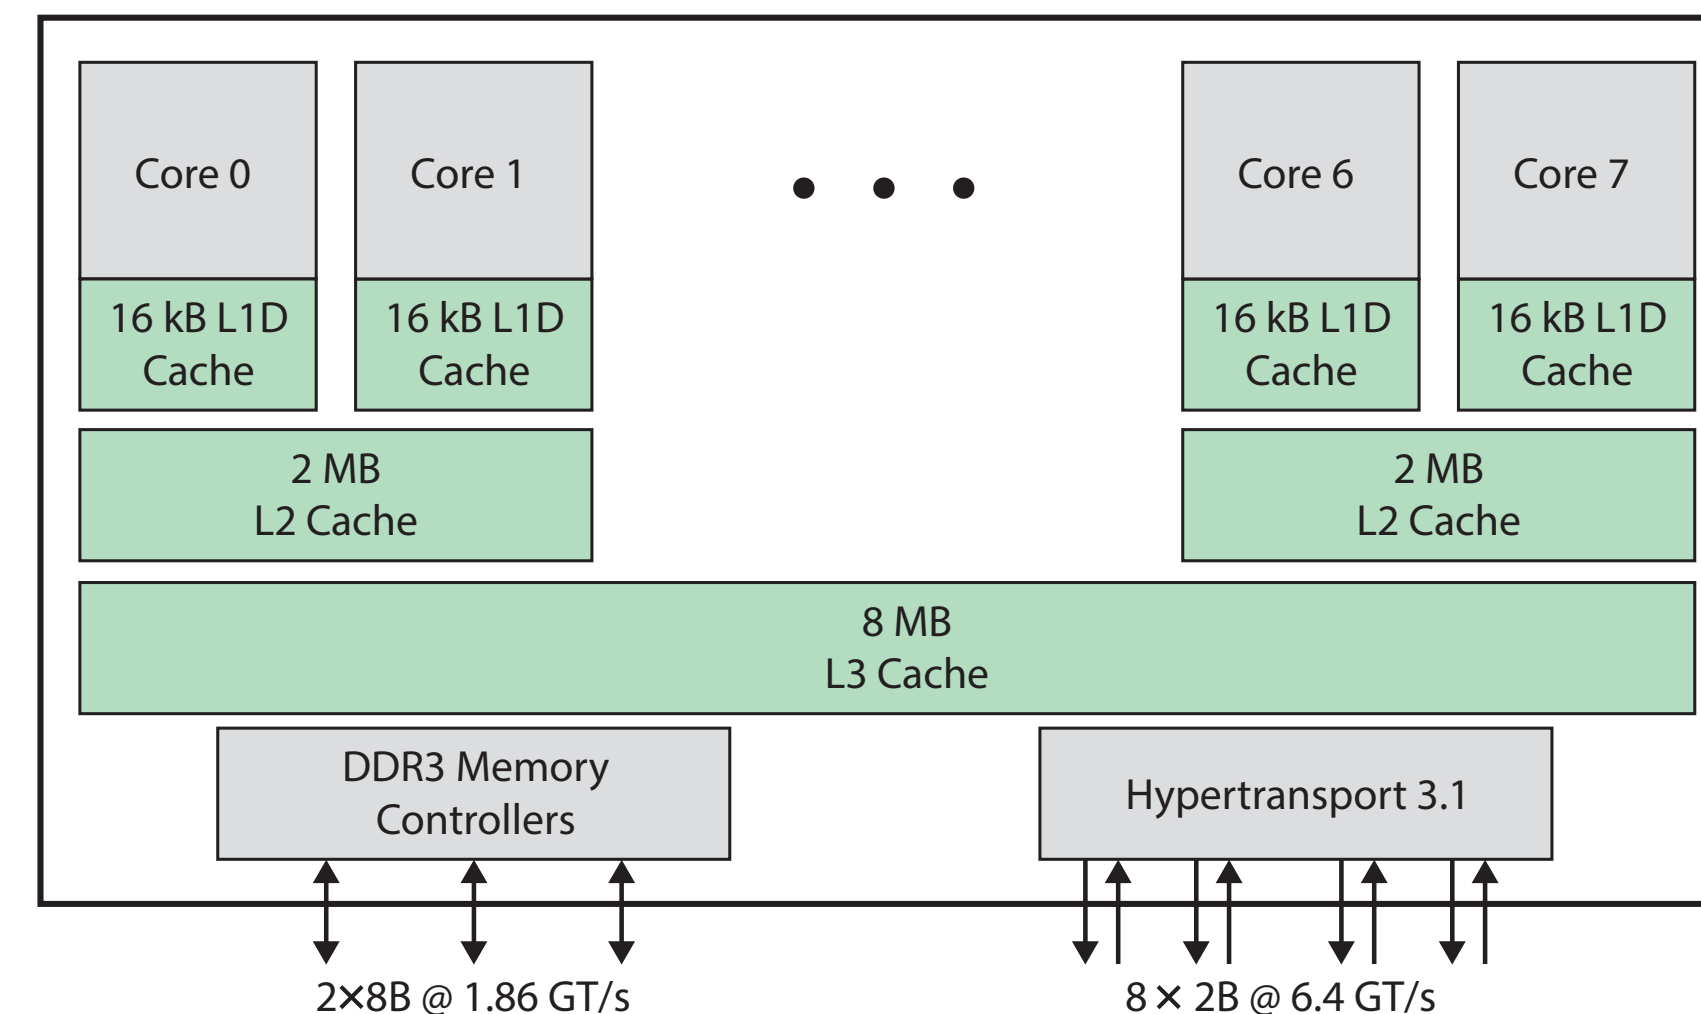 Core 0
Core 1
Core 6
Core 7
16 kB L1D
Cache
16 kB L1D
Cache
16 kB L1D
Cache
16 kB L1D
Cache
2 MB
L2 Cache
2 MB
L2 Cache
8 MB
L3 Cache
DDR3 Memory
Controllers
Hypertransport 3.1
2×8B @ 1.86 GT/s
8 × 2B @ 6.4 GT/s